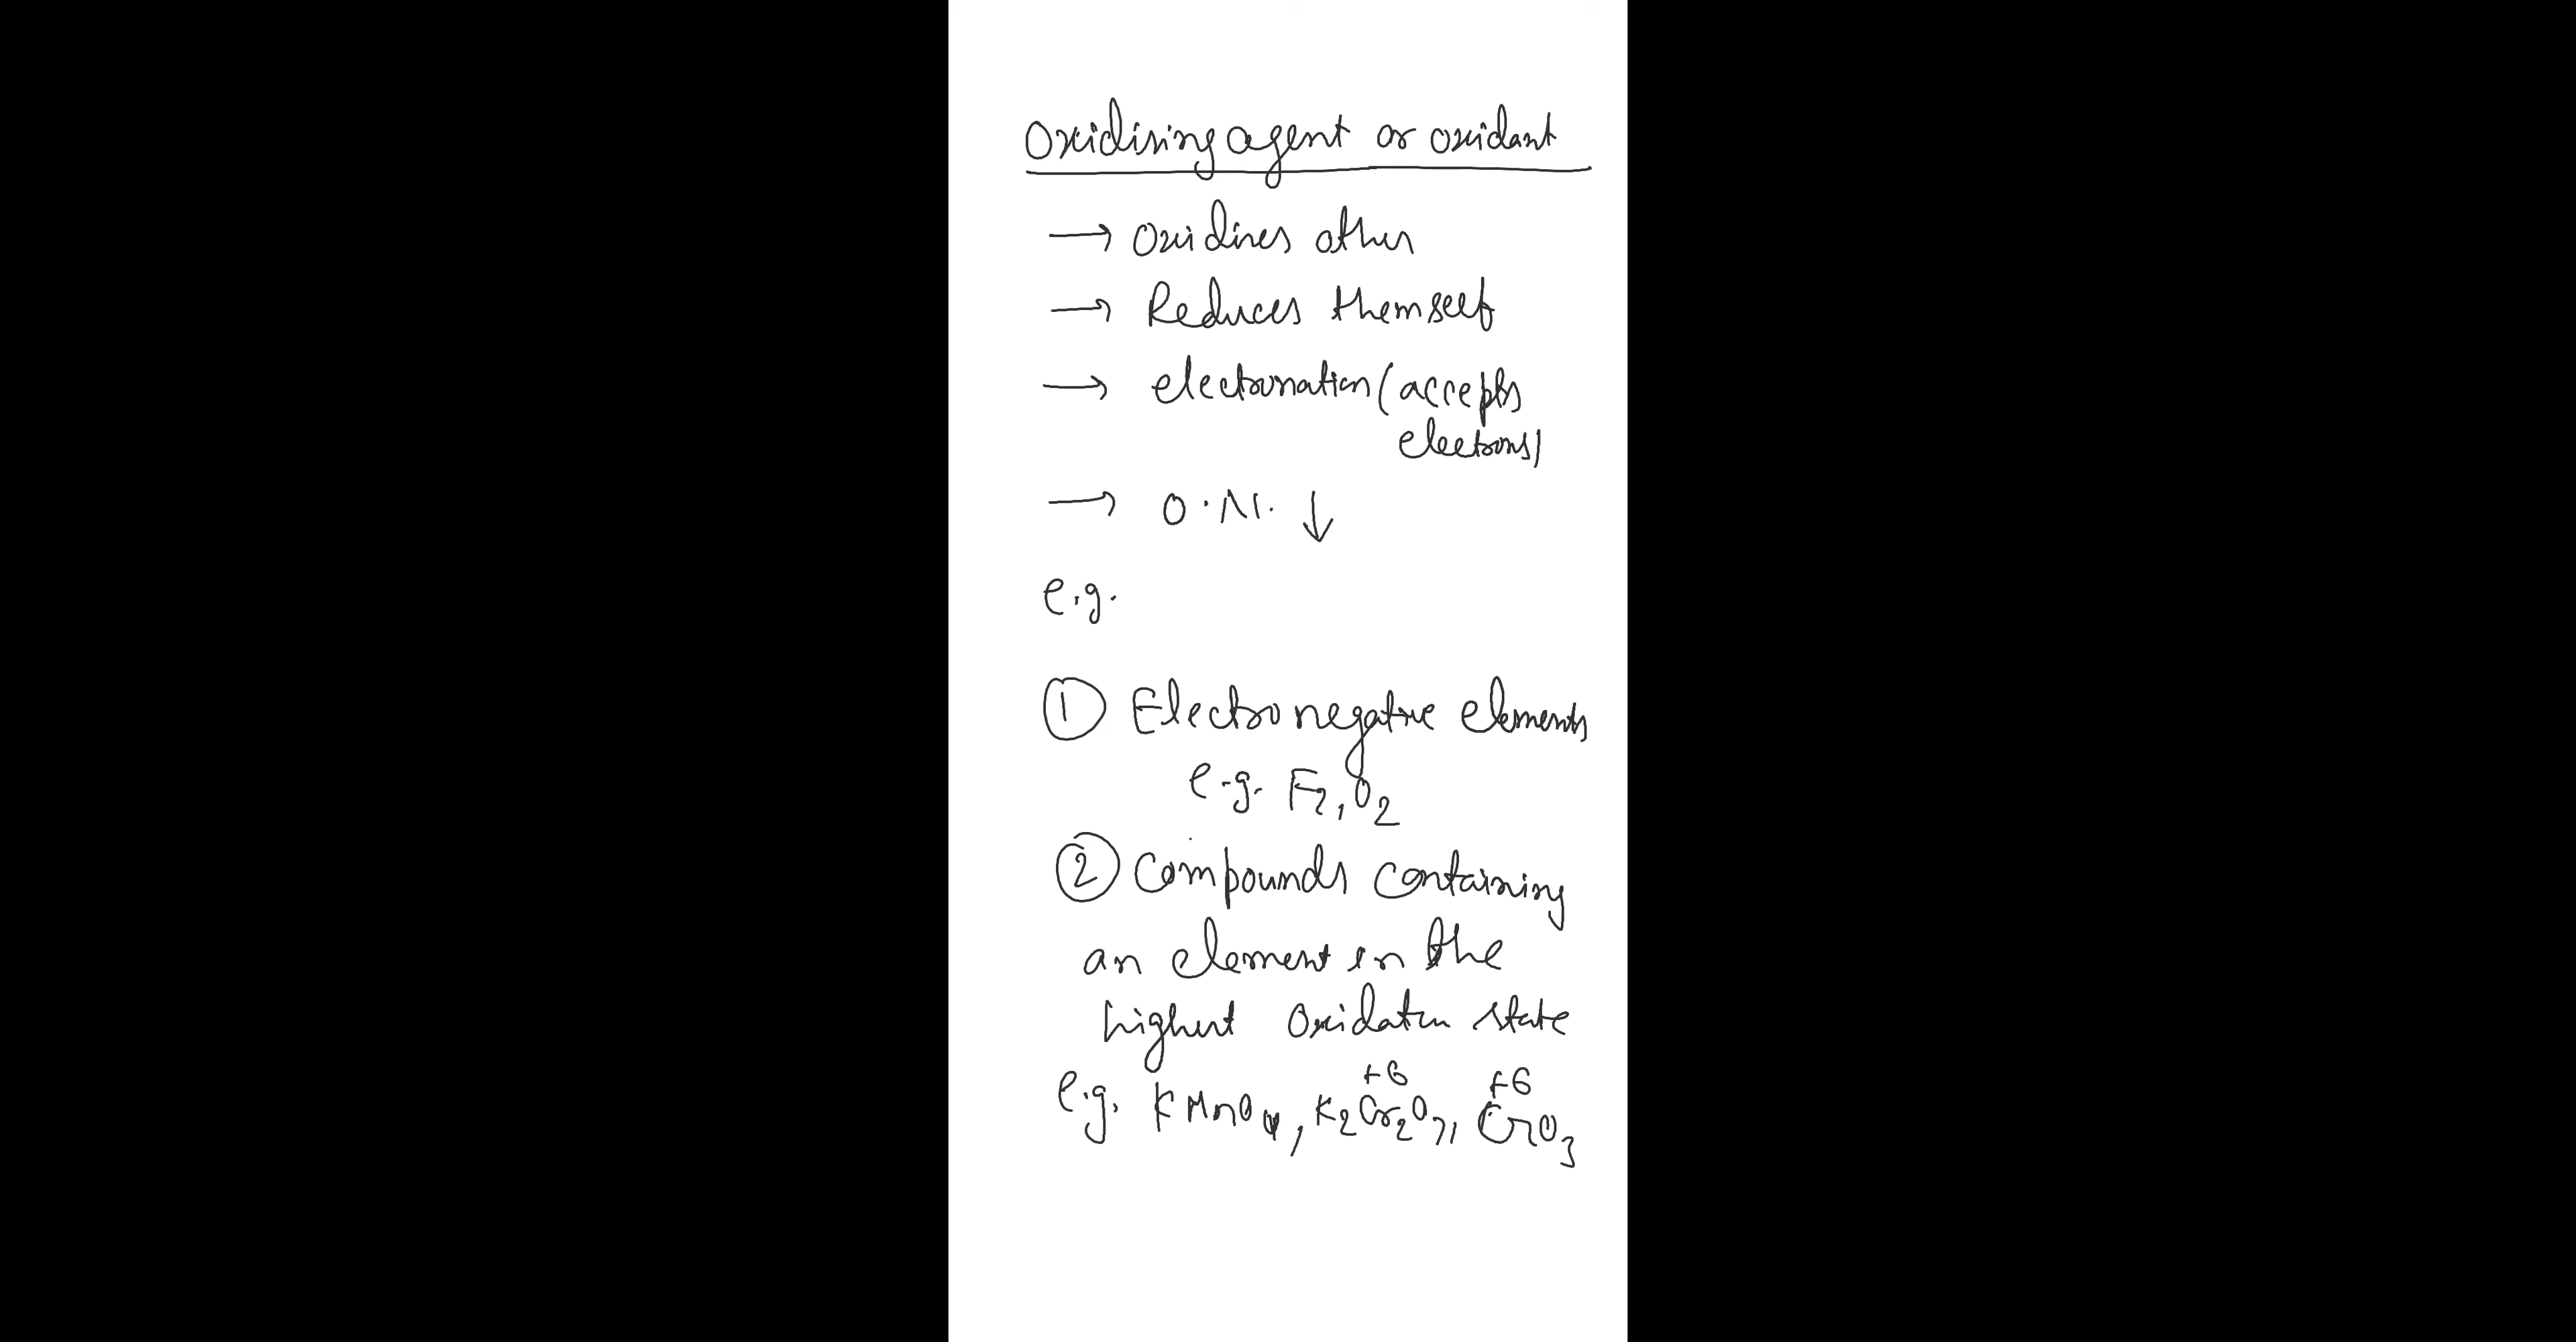 Oxidising agent or oxidant
→ oxidises other
→ Reduces themself
→ electronation (accepts
electrons)
→ O.N. ↓
e.g.
① Electronegative elements
e.g. F₂, O₂
② Compounds containing
an element in the
highest oxidation state
+6 +6
e.g. KMnO₄, K₂Cr₂O₇, CrO₃